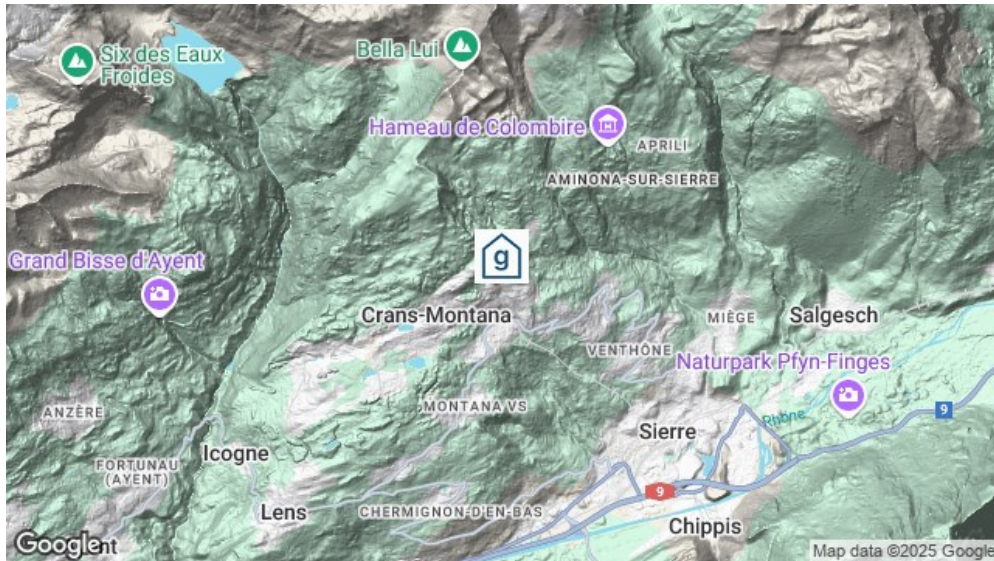 Six des Eaux
Froides
Bella Lui
Hameau de Colombire
APRILI
AMINONA-SUR-SIERRE
g
Grand Bisse d'Ayent
Crans-Montana
MIÈGE
Salgesch
VENTHÔNE
Naturpark Pfyn-Finges
ANZÈRE
MONTANA VS
9
Rhône
Sierre
Icogne
FORTUNAU
(AYENT)
9
Lens
CHERMIGNON-D'EN-BAS
Chippis
Google
Map data ©2025 Google